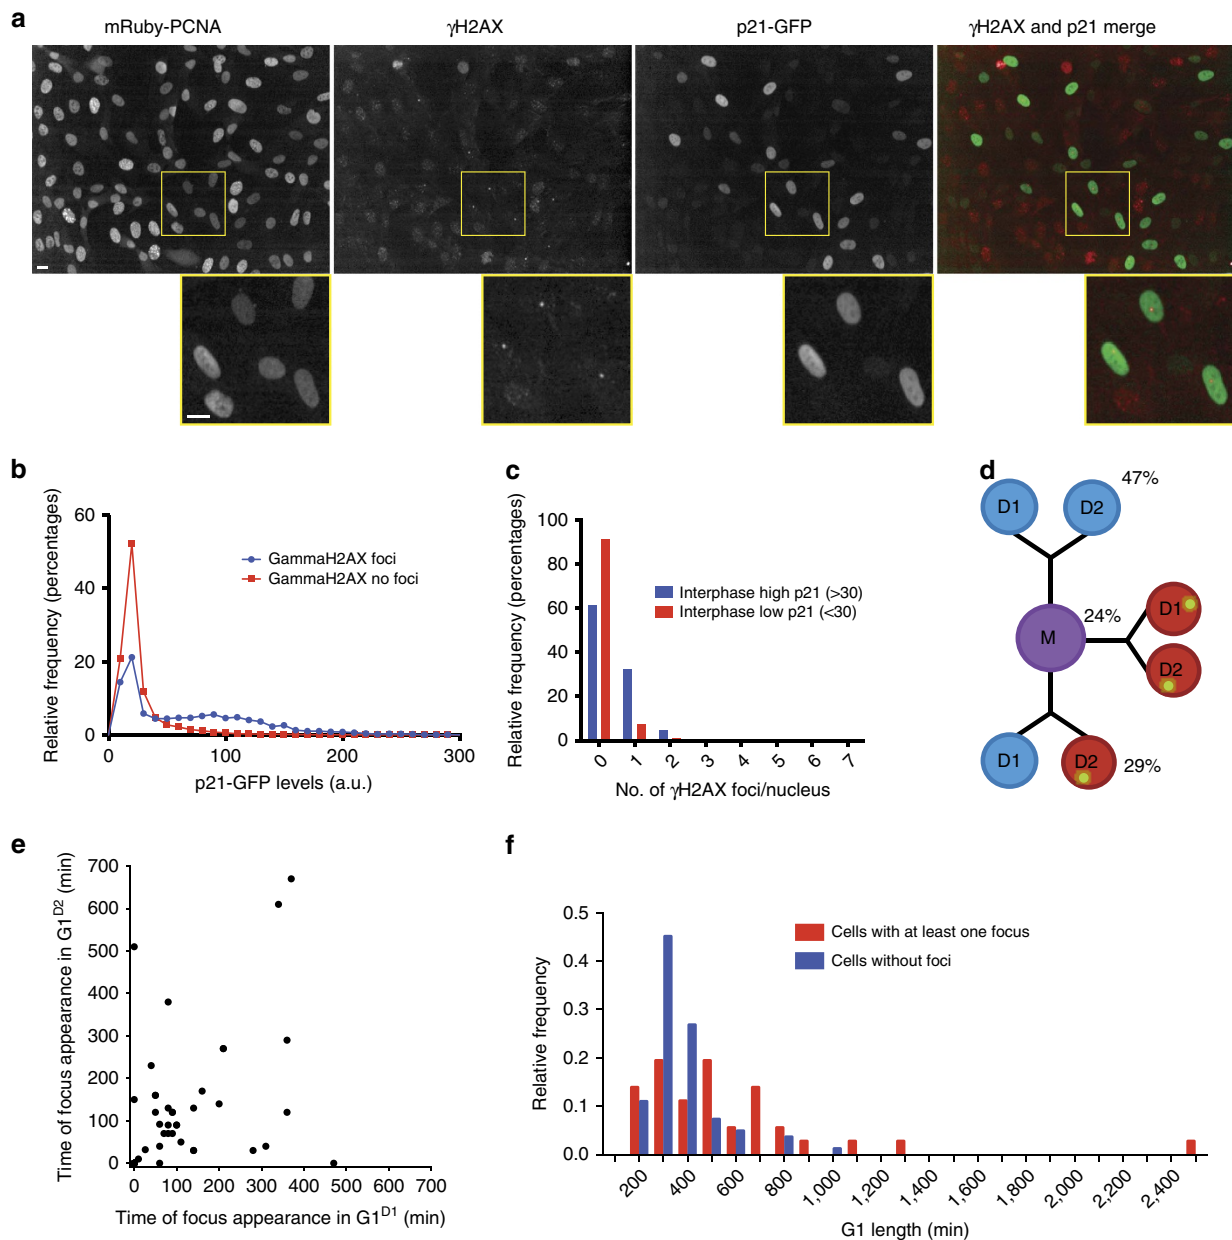 a
mRuby-PCNA
γH2AX
p21-GFP
γH2AX and p21 merge
b
Relative frequency (percentages)
60
40
20
0
0
100
200
300
p21-GFP levels (a.u.)
GammaH2AX foci
GammaH2AX no foci
c
Relative frequency (percentages)
100
80
60
40
20
0
0
1
2
3
4
5
6
7
No. of γH2AX foci/nucleus
Interphase high p21 (>30)
Interphase low p21 (<30)
d
D1
D2
47%
M
24%
D1
D2
D1
D2
29%
e
Time of focus appearance in G1D2 (min)
700
600
500
400
300
200
100
0
0
100
200
300
400
500
600
700
Time of focus appearance in G1D1 (min)
f
Relative frequency
0.5
0.4
0.3
0.2
0.1
0.0
200
400
600
800
1,000
1,200
1,400
1,600
1,800
2,000
2,200
2,400
G1 length (min)
Cells with at least one focus
Cells without foci